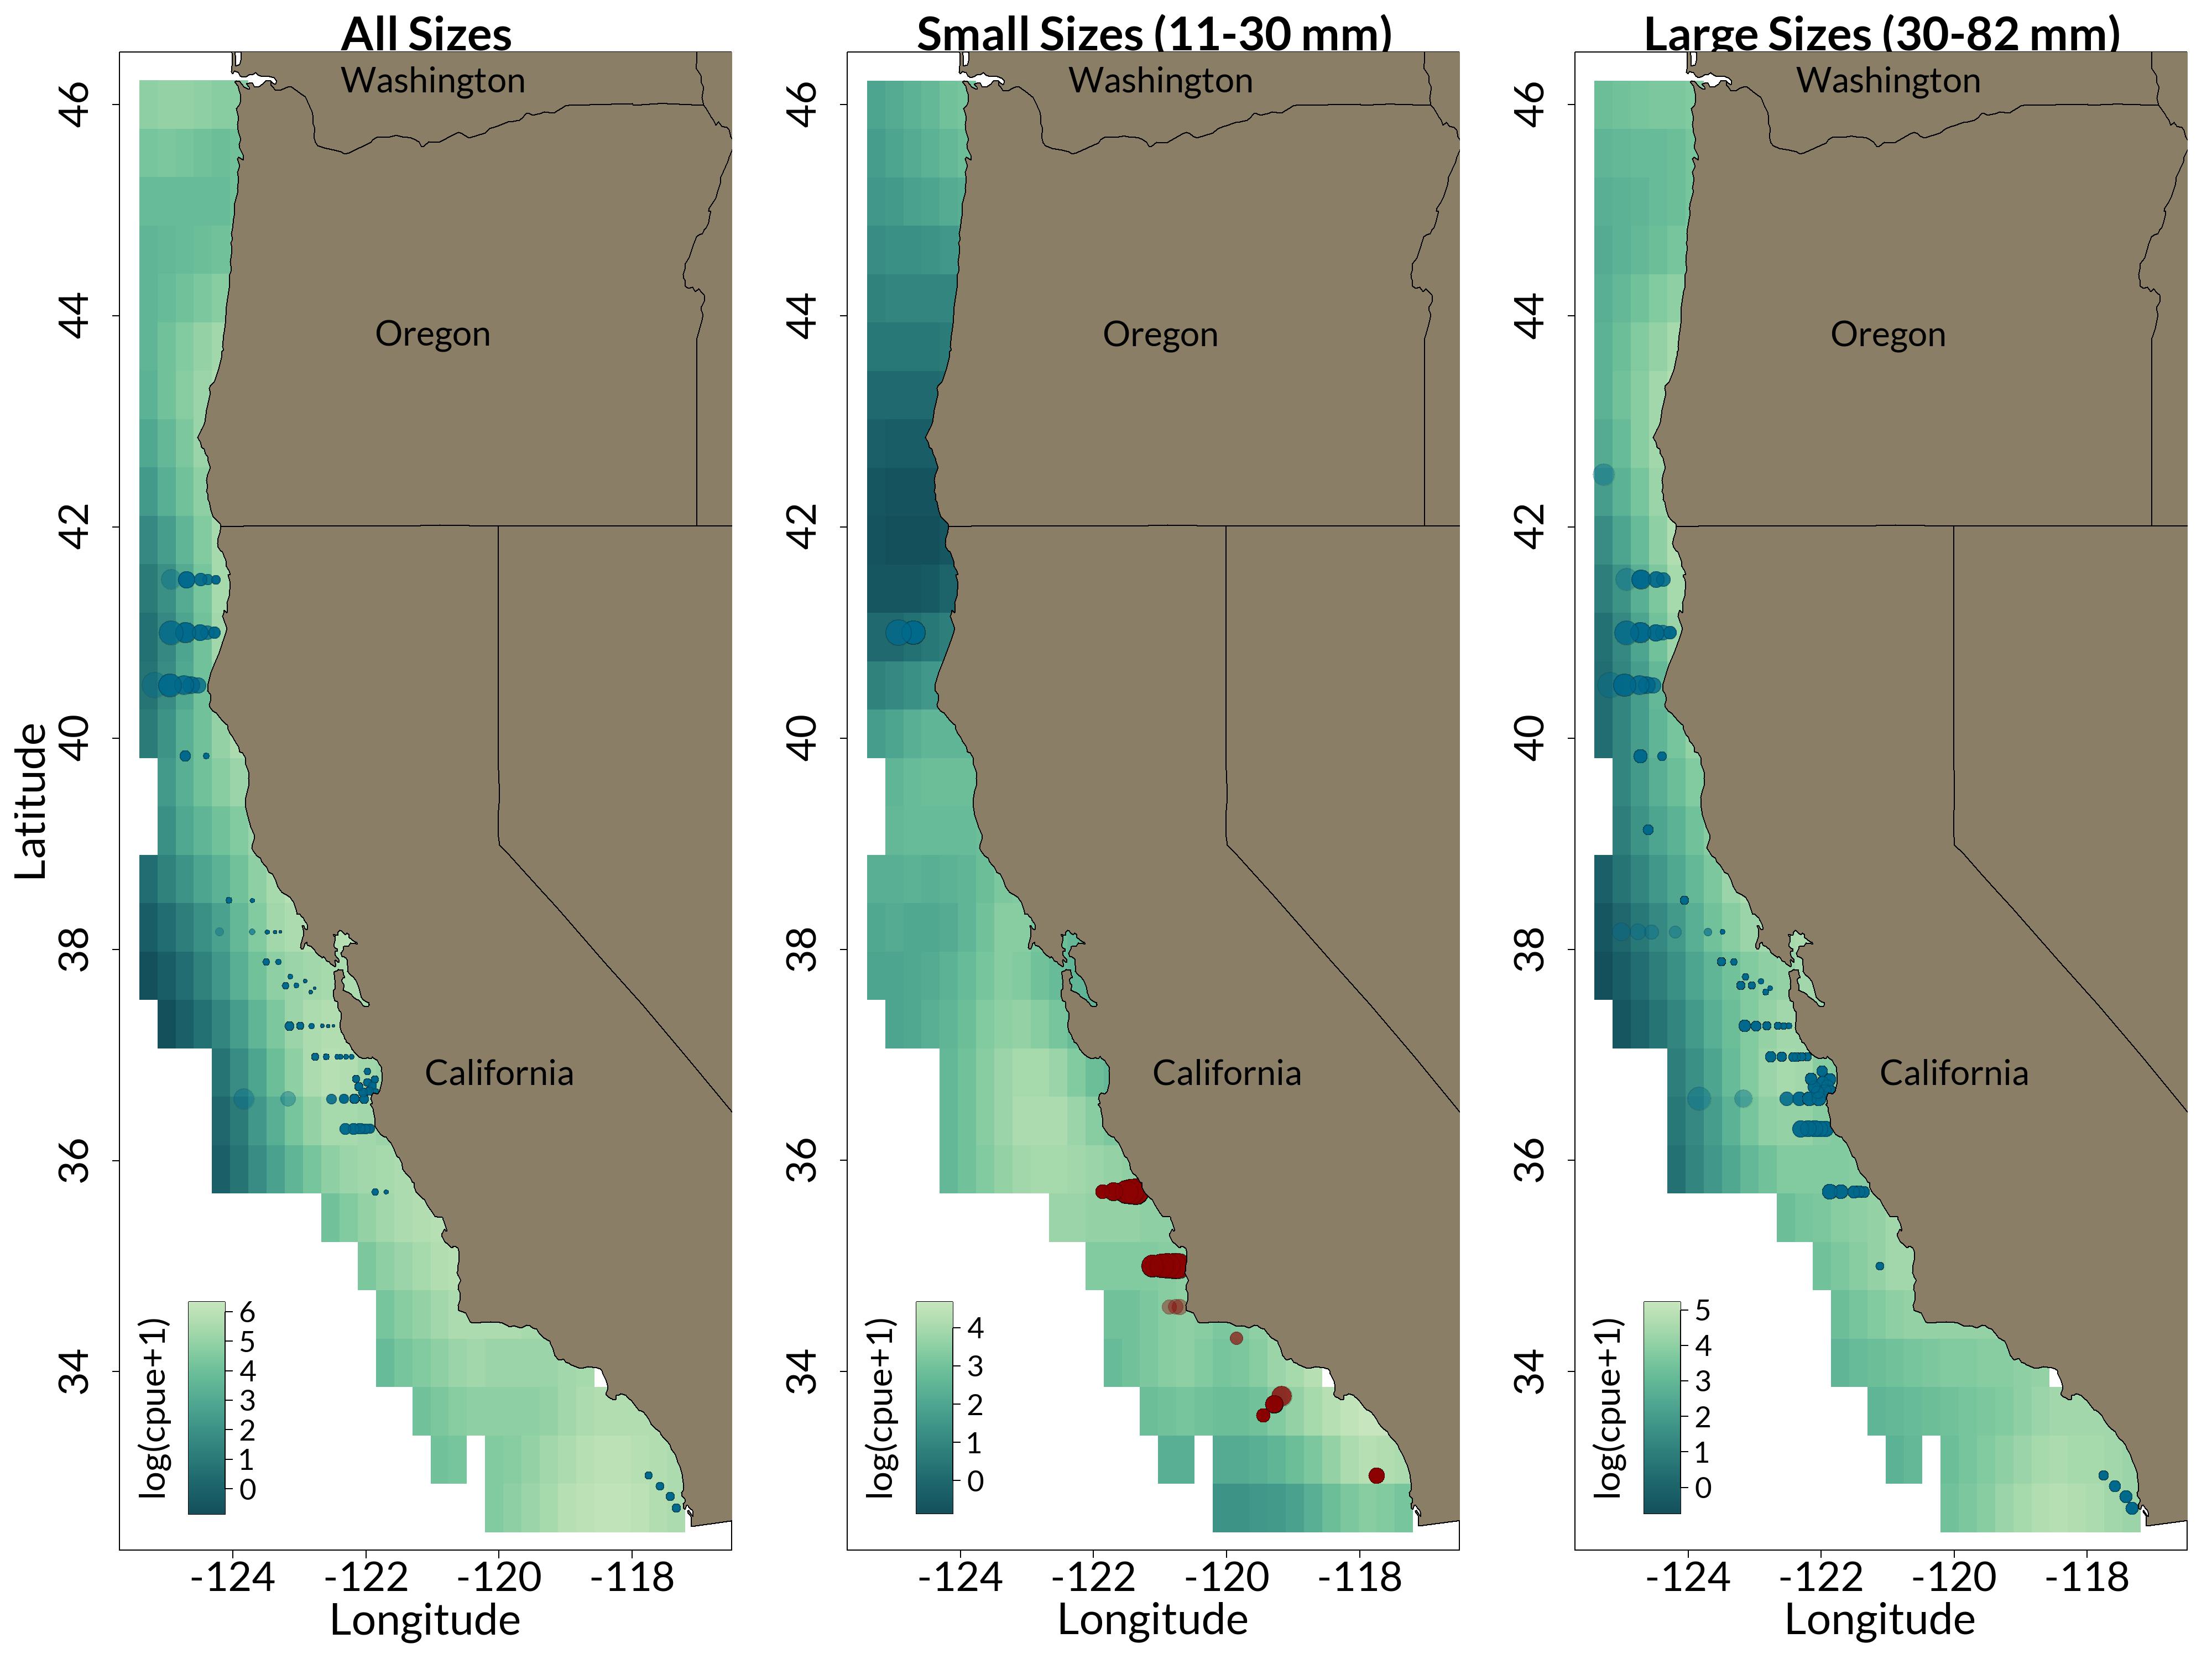 All Sizes
Washington
Oregon
California
46
44
42
40
38
36
34
Latitude
log(cpue+1)
6
5
4
3
2
1
0
-124
-122
-120
-118
Longitude
Small Sizes (11-30 mm)
Washington
Oregon
California
46
44
42
40
38
36
34
log(cpue+1)
4
3
2
1
0
-124
-122
-120
-118
Longitude
Large Sizes (30-82 mm)
Washington
Oregon
California
46
44
42
40
38
36
34
log(cpue+1)
5
4
3
2
1
0
-124
-122
-120
-118
Longitude